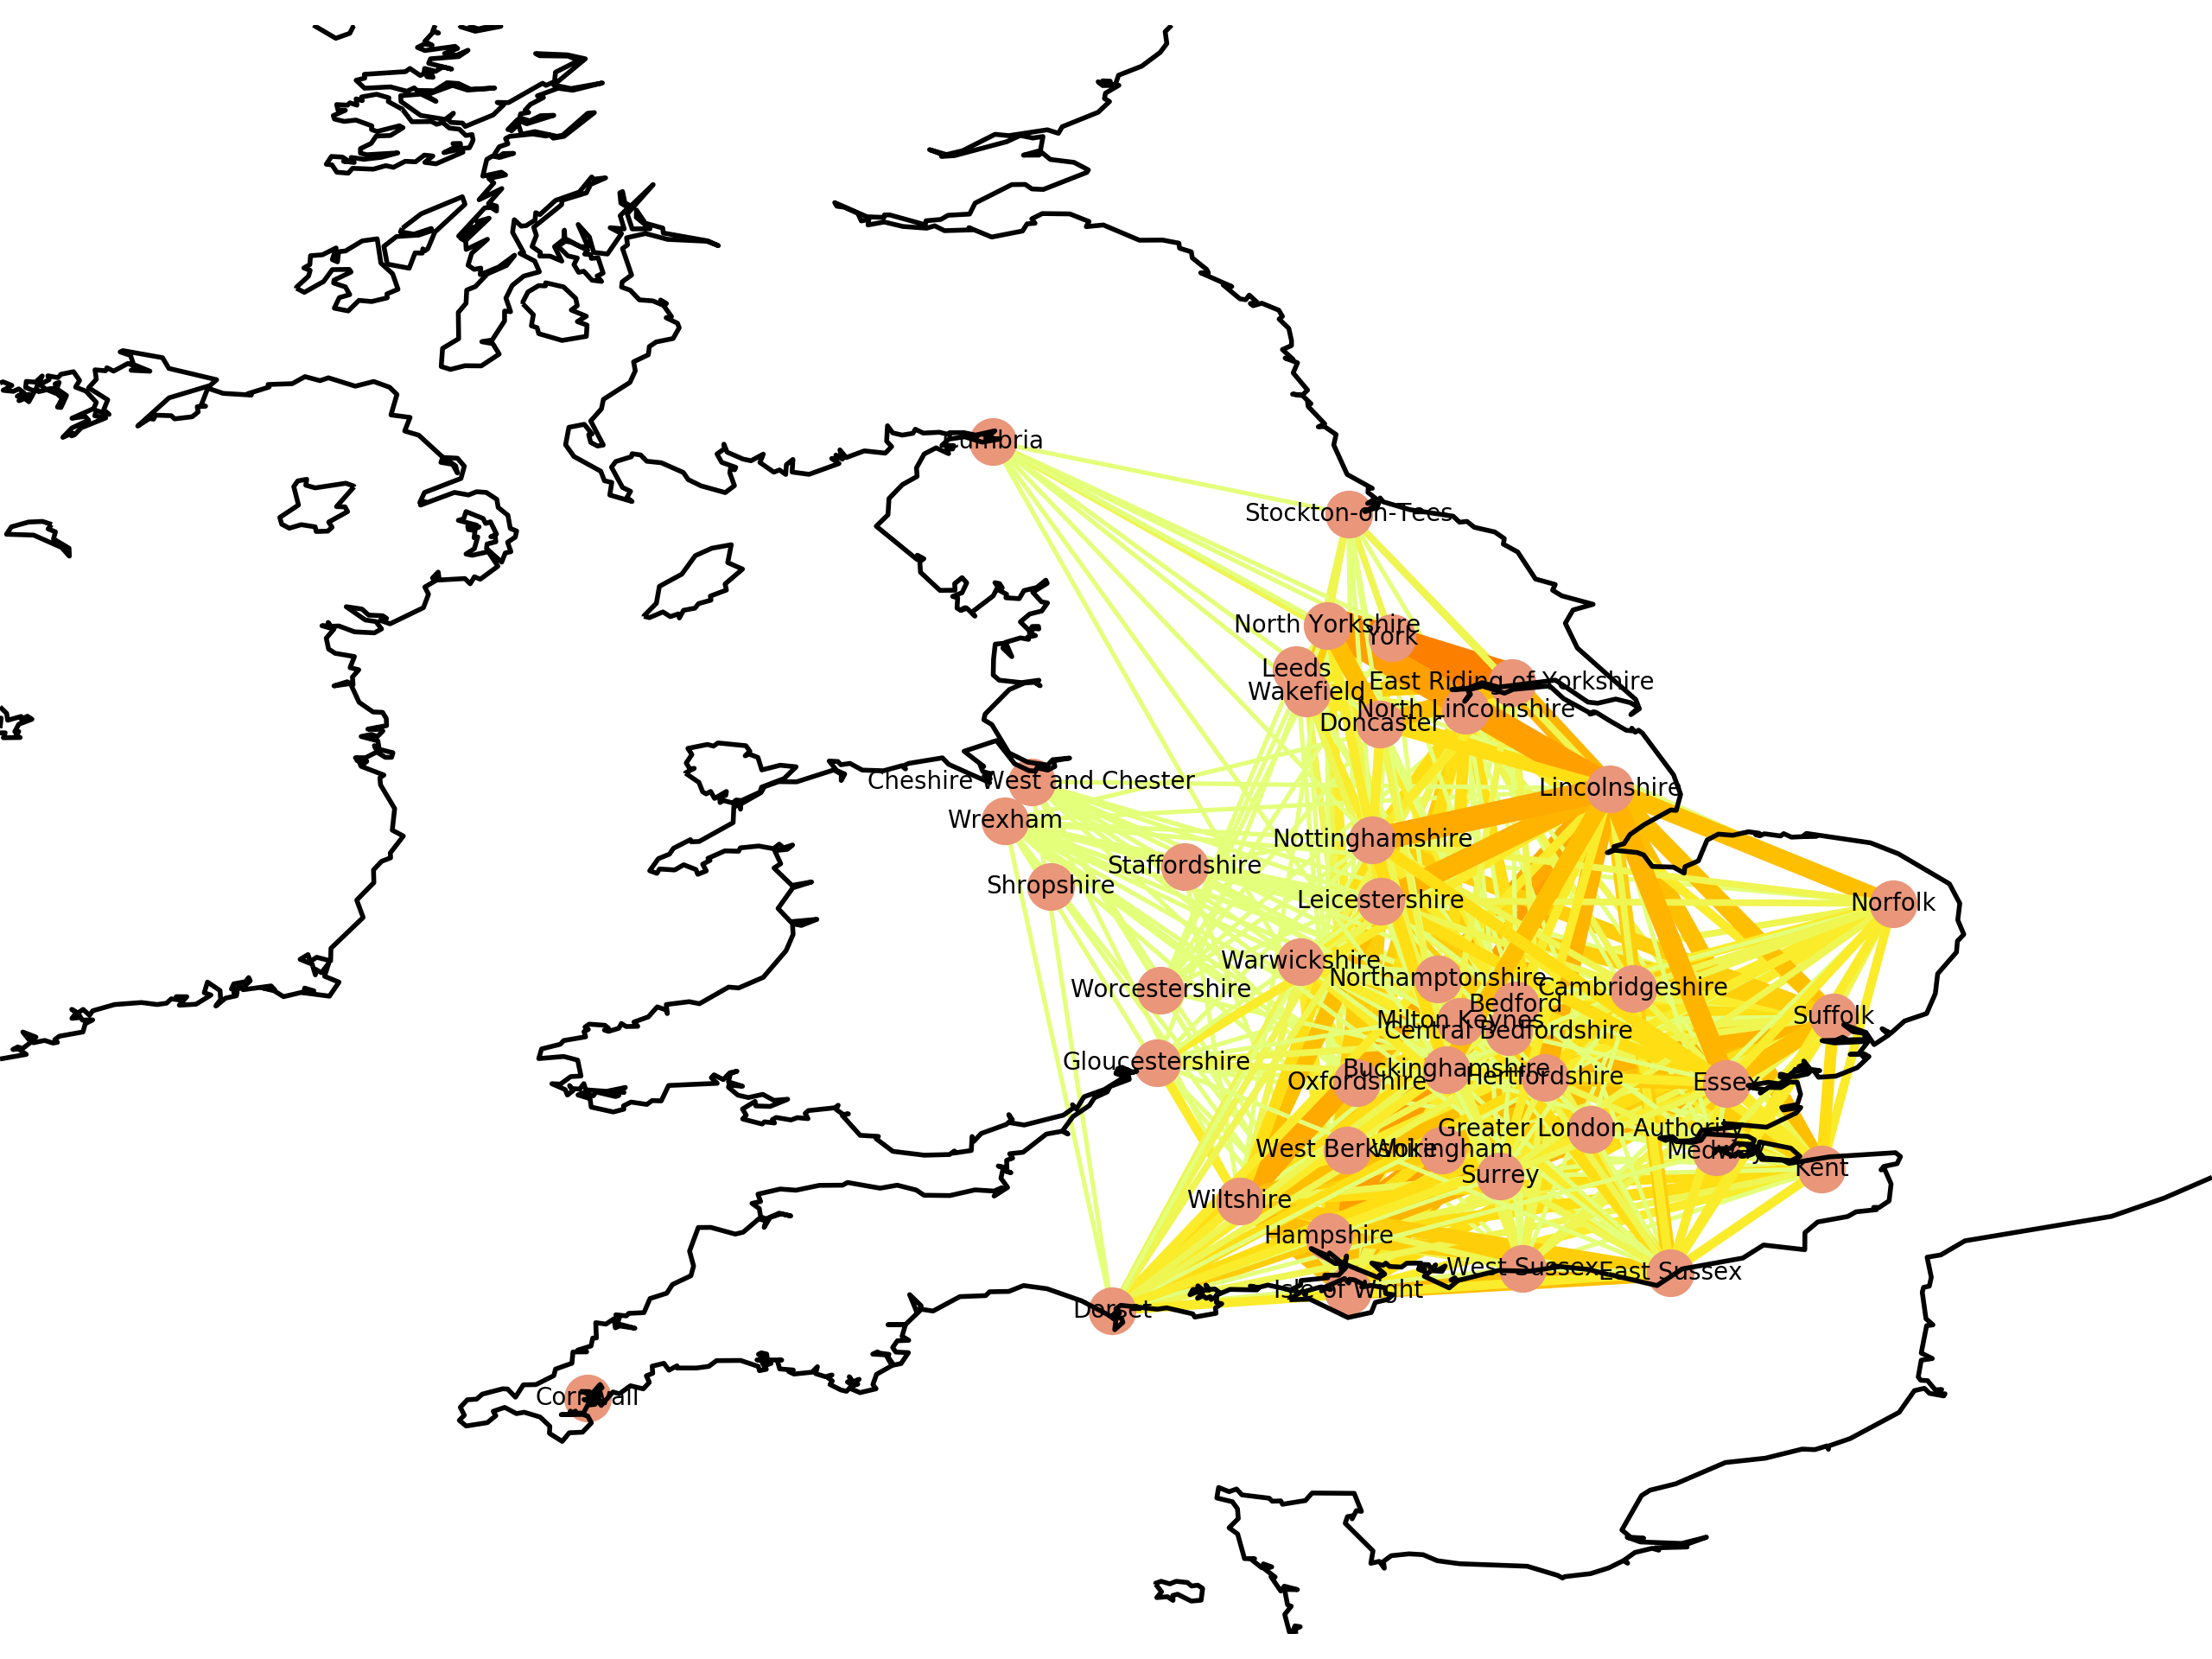 Cumbria
Stockton-on-Tees
North Yorkshire
York
Leeds
East Riding of Yorkshire
Wakefield
North Lincolnshire
Doncaster
Cheshire West and Chester
Lincolnshire
Wrexham
Nottinghamshire
Staffordshire
Shropshire
Leicestershire
Norfolk
Warwickshire
Northamptonshire
Cambridgeshire
Worcestershire
Bedford
Suffolk
Milton Keynes
Central Bedfordshire
Gloucestershire
Buckinghamshire
Hertfordshire
Oxfordshire
Essex
Greater London Authority
West Berkshire
Wokingham
Medway
Kent
Surrey
Wiltshire
Hampshire
West Sussex
East Sussex
Isle of Wight
Dorset
Cornwall